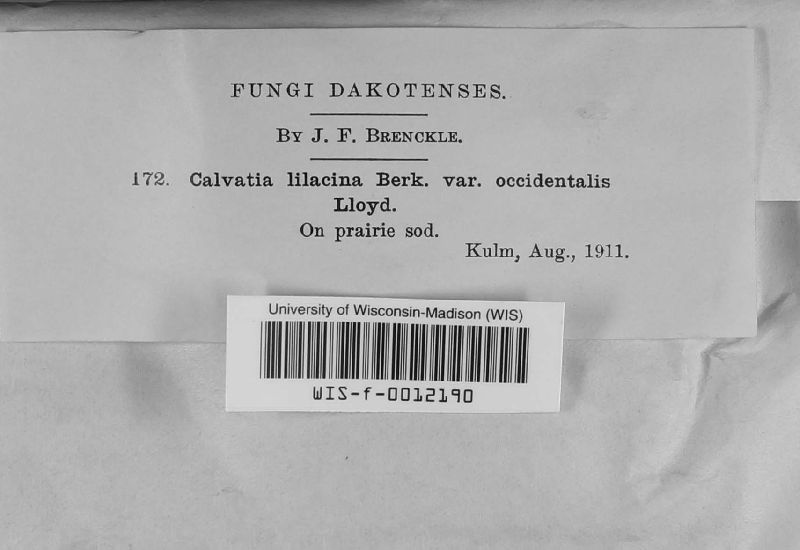 FUNGI DAKOTENSES.
By J. F. Brenckle.
172. Calvatia lilacina Berk. var. occidentalis
Lloyd.
On prairie sod.
Kulm, Aug., 1911.
University of Wisconsin-Madison (WIS)
WIS-f-0012190